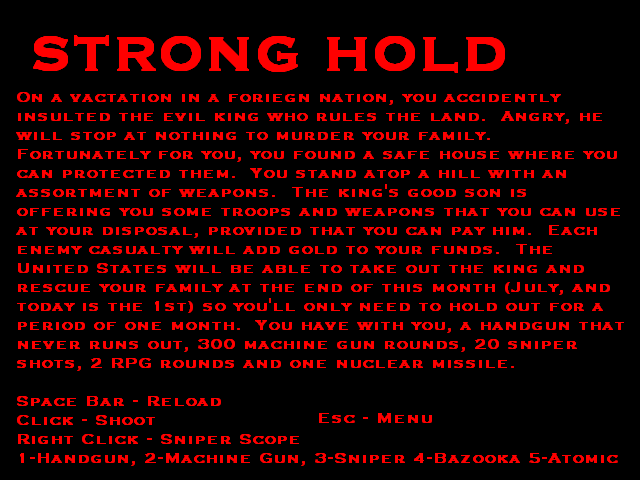 STRONG HOLD
On a vactation in a foriegn nation, you accidently
insulted the evil king who rules the land.  Angry, he
will stop at nothing to murder your family.
Fortunately for you, you found a safe house where you
can protected them.  You stand atop a hill with an
assortment of weapons.  The king's good son is
offering you some troops and weapons that you can use
at your disposal, provided that you can pay him.  Each
enemy casualty will add gold to your funds.  The
United States will be able to take out the king and
rescue your family at the end of this month (July, and
today is the 1st) so you'll only need to hold out for a
period of one month.  You have with you, a handgun that
never runs out, 300 machine gun rounds, 20 sniper
shots, 2 RPG rounds and one nuclear missile.
Space Bar - Reload
Click - Shoot
Esc - Menu
Right Click - Sniper Scope
1-Handgun, 2-Machine Gun, 3-Sniper 4-Bazooka 5-Atomic